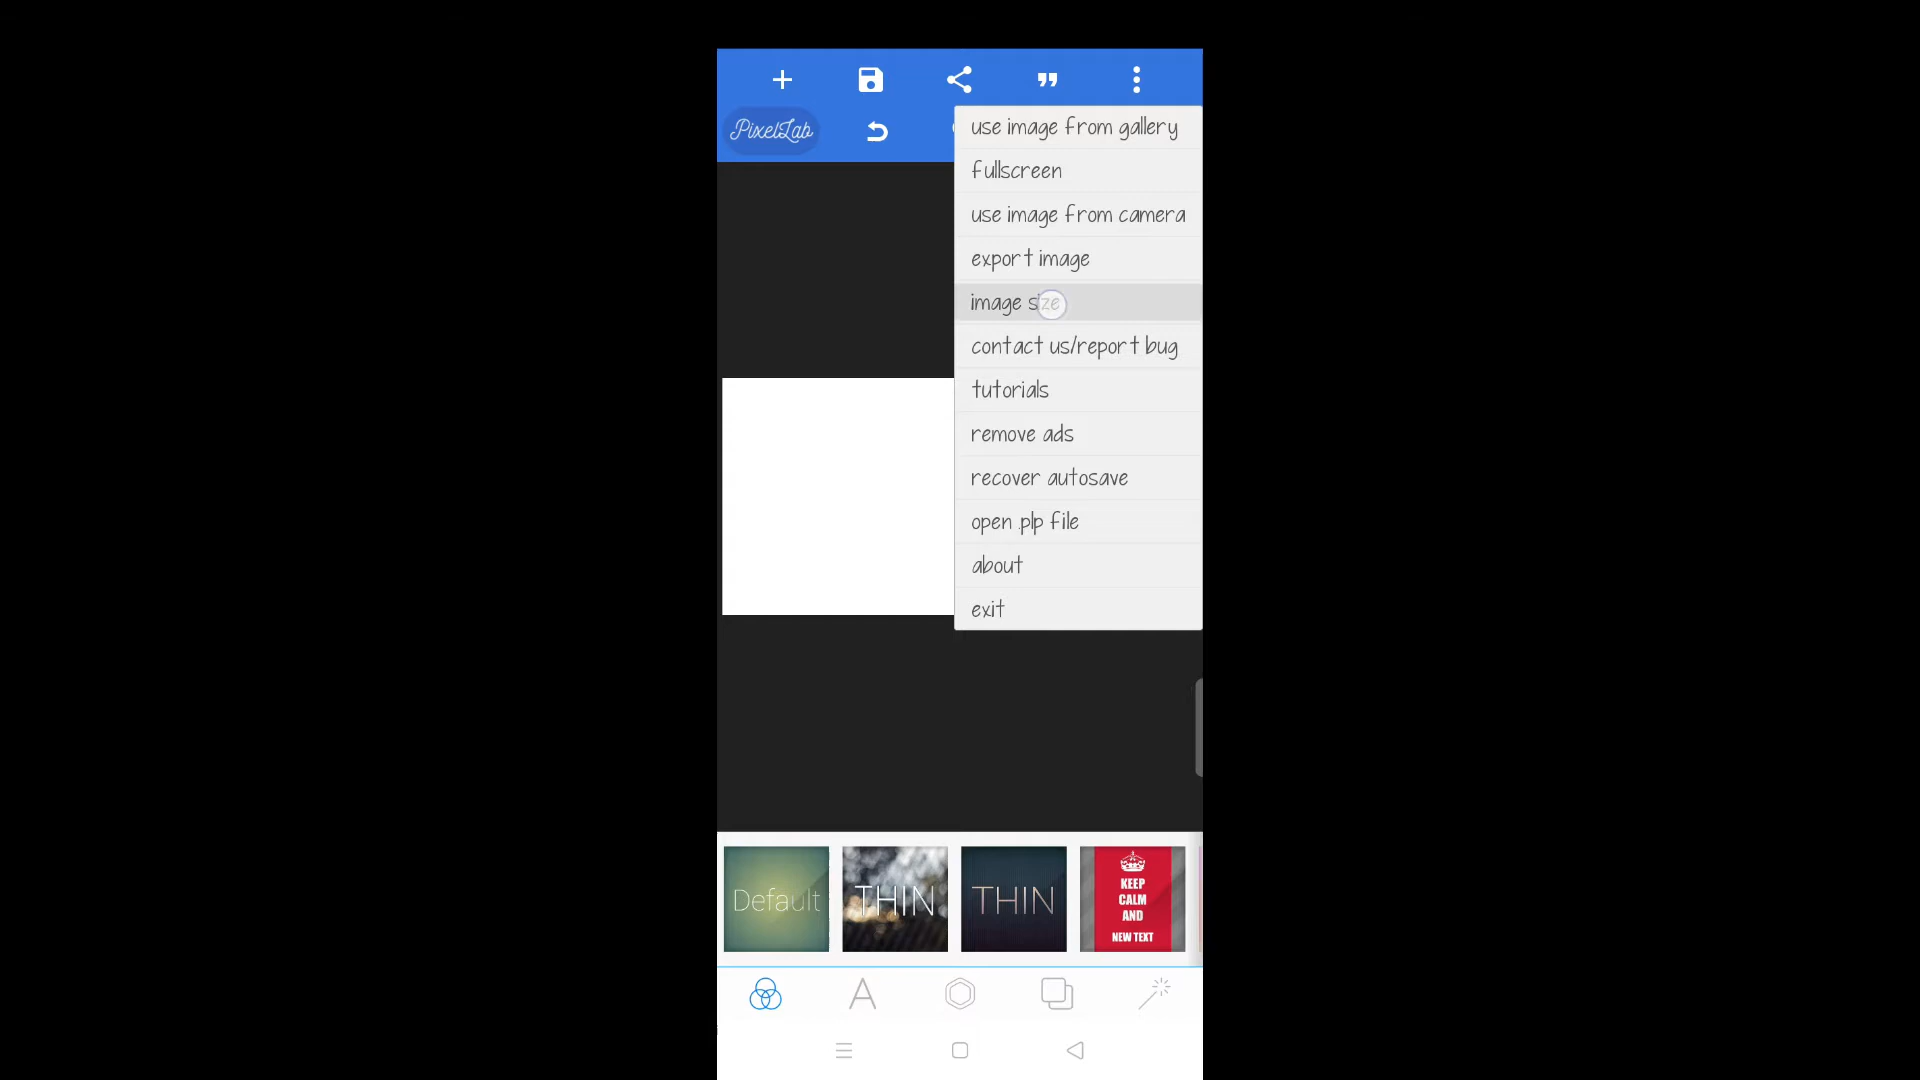 PixelLab
use image from gallery
fullscreen
use image from camera
export image
image size
contact us/report bug
tutorials
remove ads
recover autosave
open .plp file
about
exit
Default
THIN
THIN
KEEP
CALM
AND
NEW TEXT